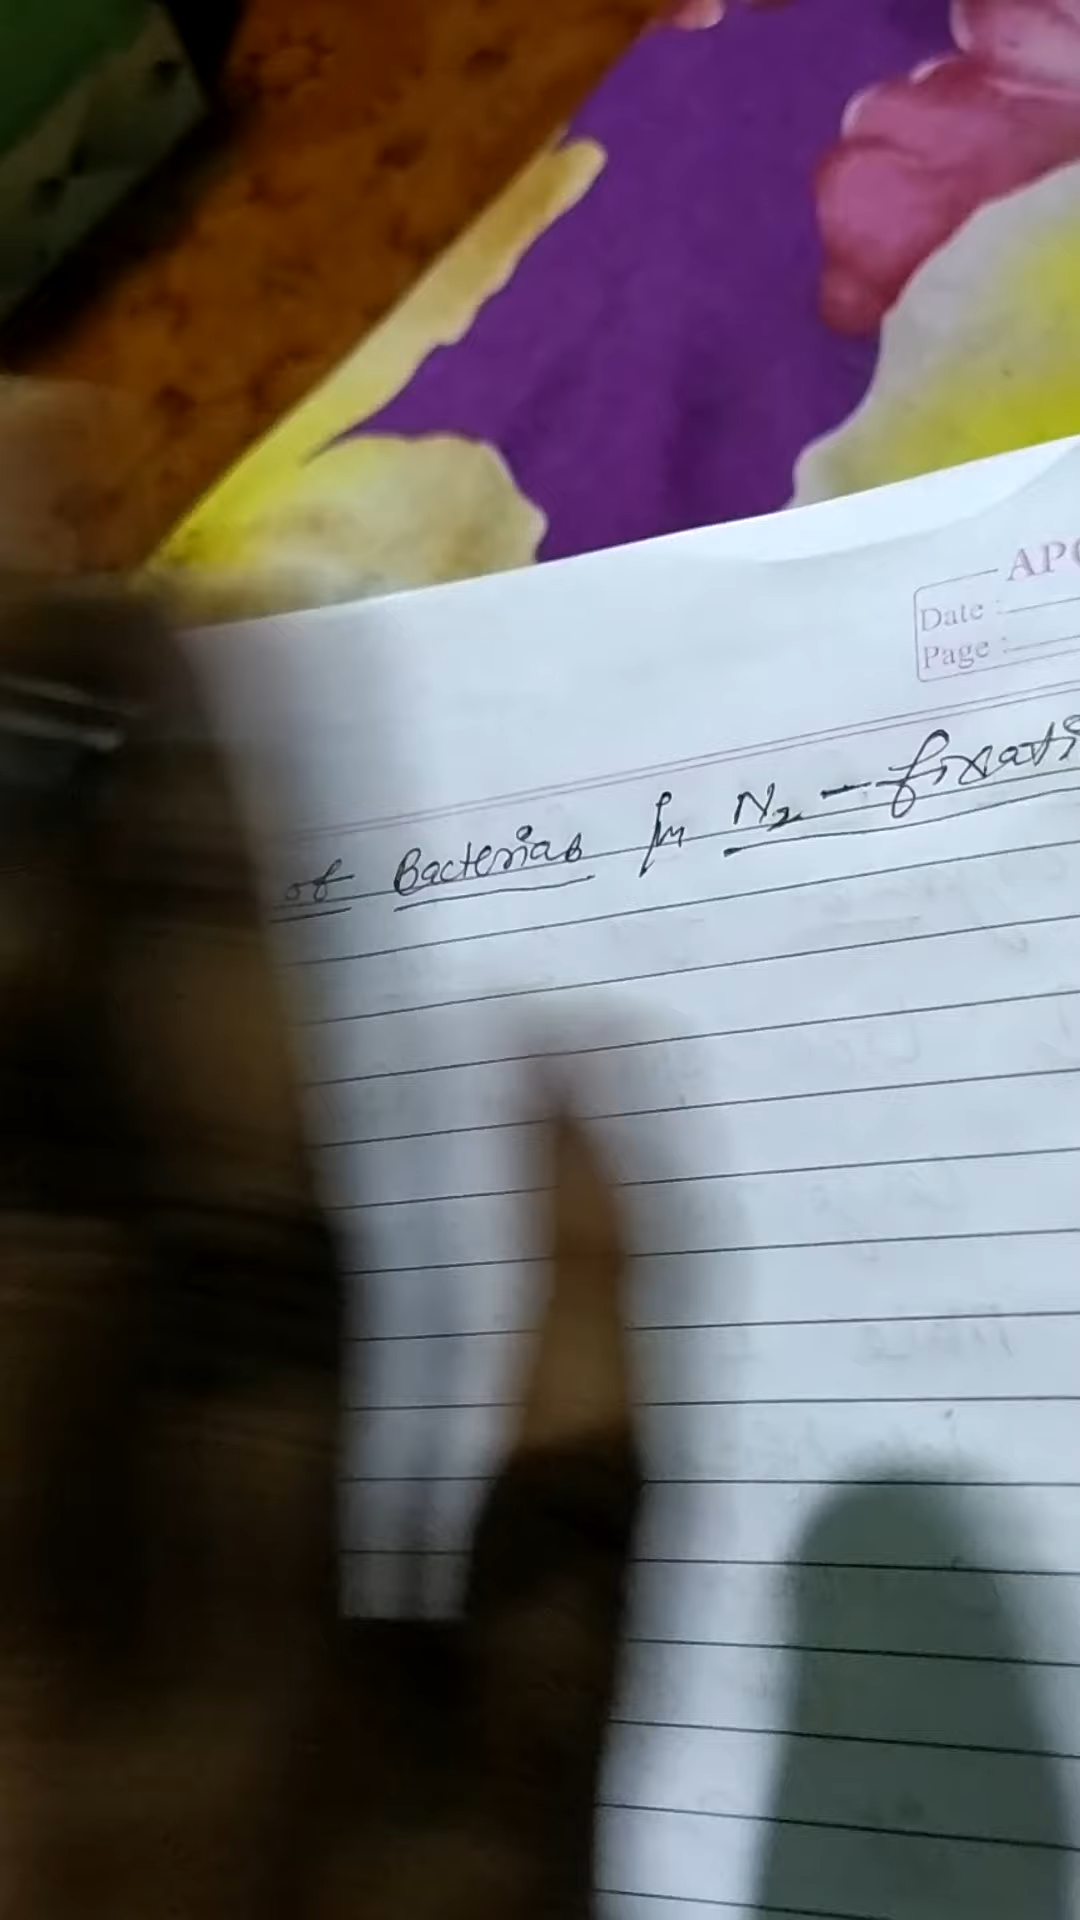 APC
Date :
Page :
of Bacterias in N₂ - fixati